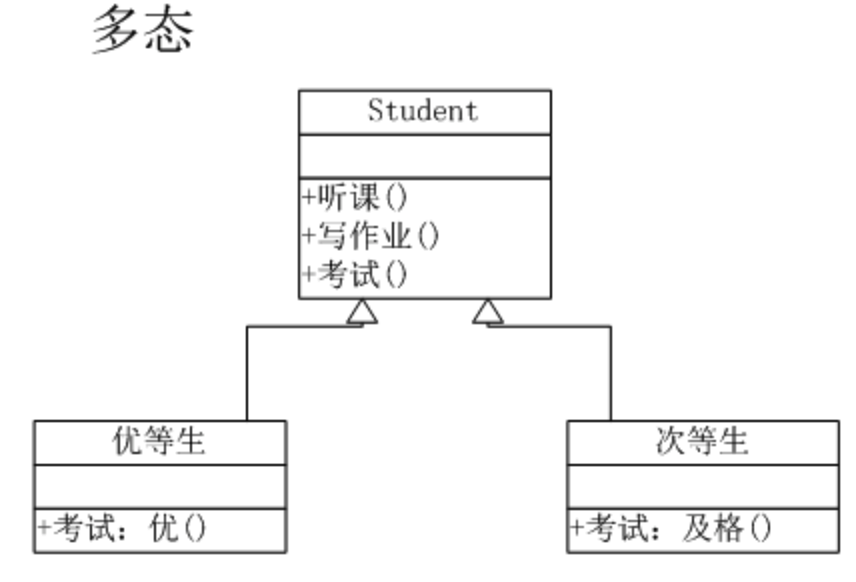 多态
Student
+听课()
+写作业()
+考试()
优等生
次等生
+考试：优()
+考试：及格()